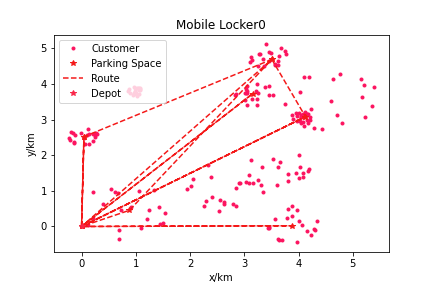 Mobile Locker0
Customer
Parking Space
Route
Depot
y/km
5
4
3
2
1
0
0 1 2 3 4 5
x/km